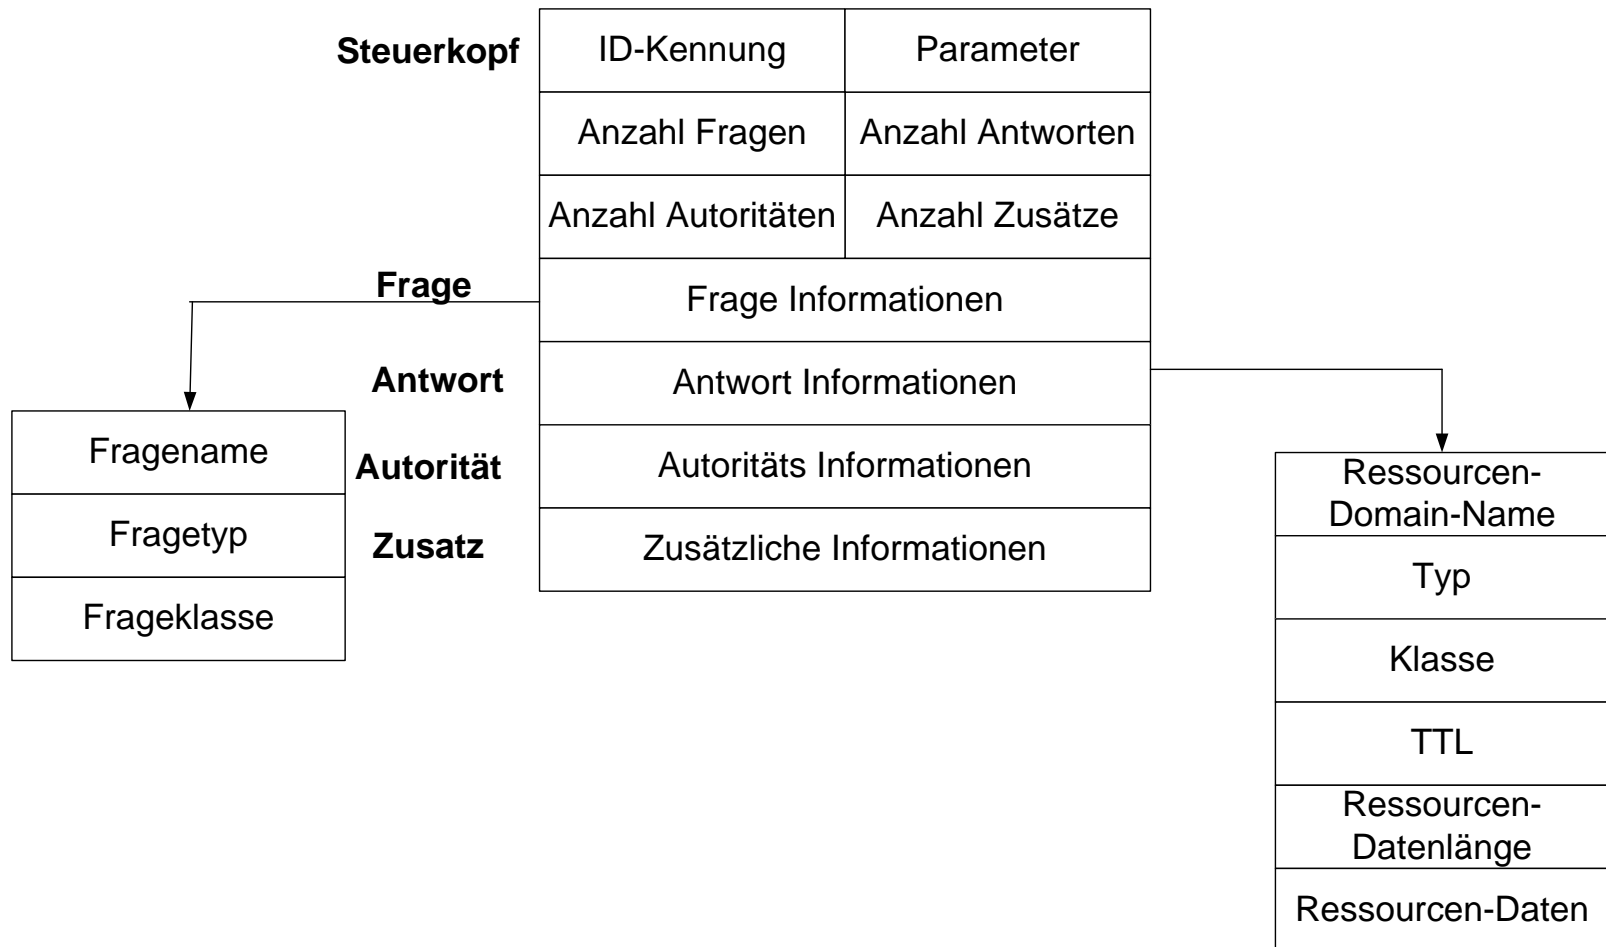 Steuerkopf
ID-Kennung
Parameter
Anzahl Fragen
Anzahl Antworten
Anzahl Autoritäten
Anzahl Zusätze
Frage
Frage Informationen
Antwort
Antwort Informationen
Autorität
Autoritäts Informationen
Zusatz
Zusätzliche Informationen
Fragename
Fragetyp
Frageklasse
Ressourcen-
Domain-Name
Typ
Klasse
TTL
Ressourcen-
Datenlänge
Ressourcen-Daten